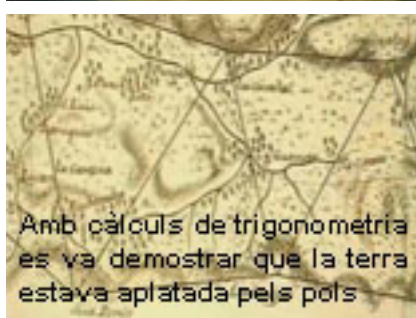 Amb càlculs de trigonometria
es va demostrar que la terra
estava aplatada pels pols